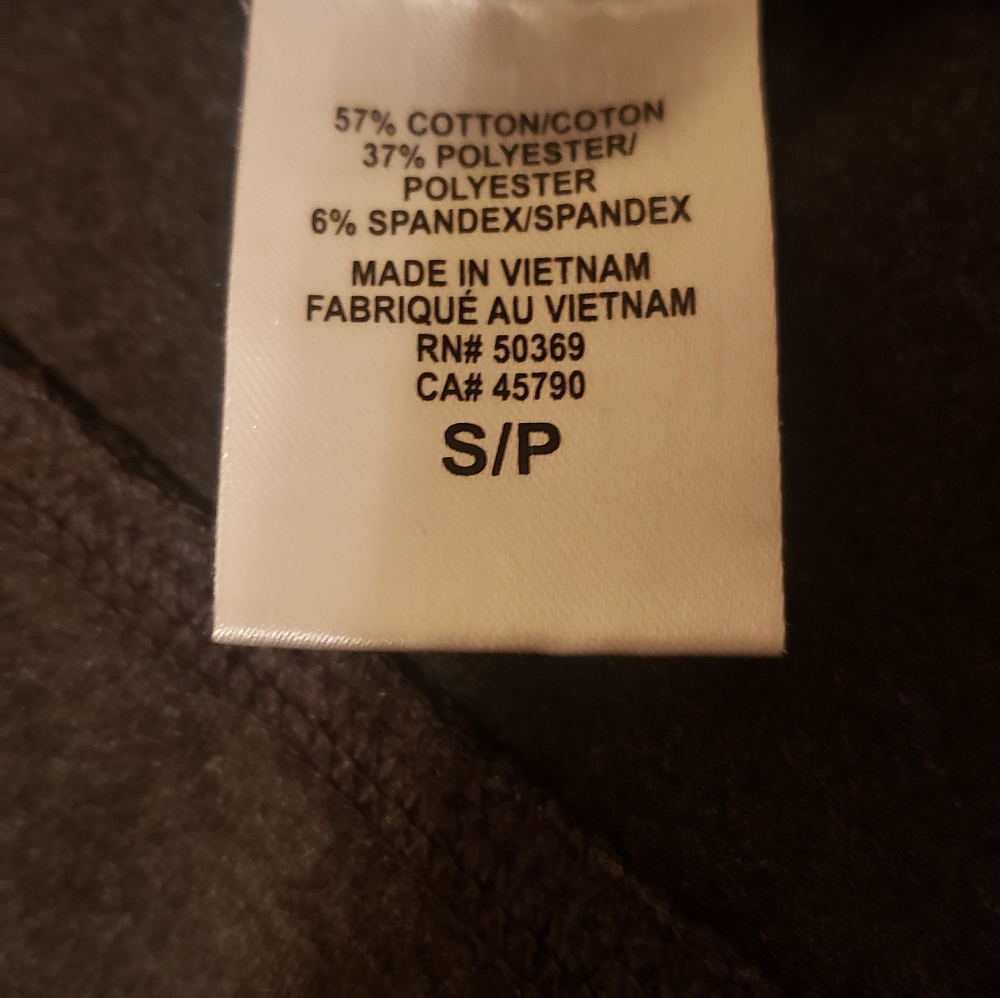 57% COTTON/COTON
37% POLYESTER/
POLYESTER
6% SPANDEX/SPANDEX
MADE IN VIETNAM
FABRIQUÉ AU VIETNAM
RN# 50369
CA# 45790
S/P